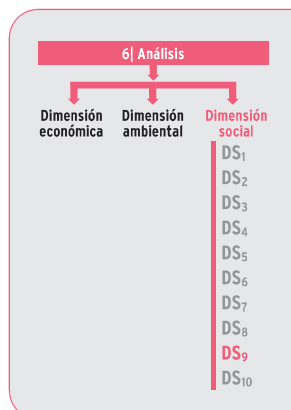 6| Análisis
Dimensión económica
Dimensión ambiental
Dimensión social
DS1
DS2
DS3
DS4
DS5
DS6
DS7
DS8
DS9
DS10